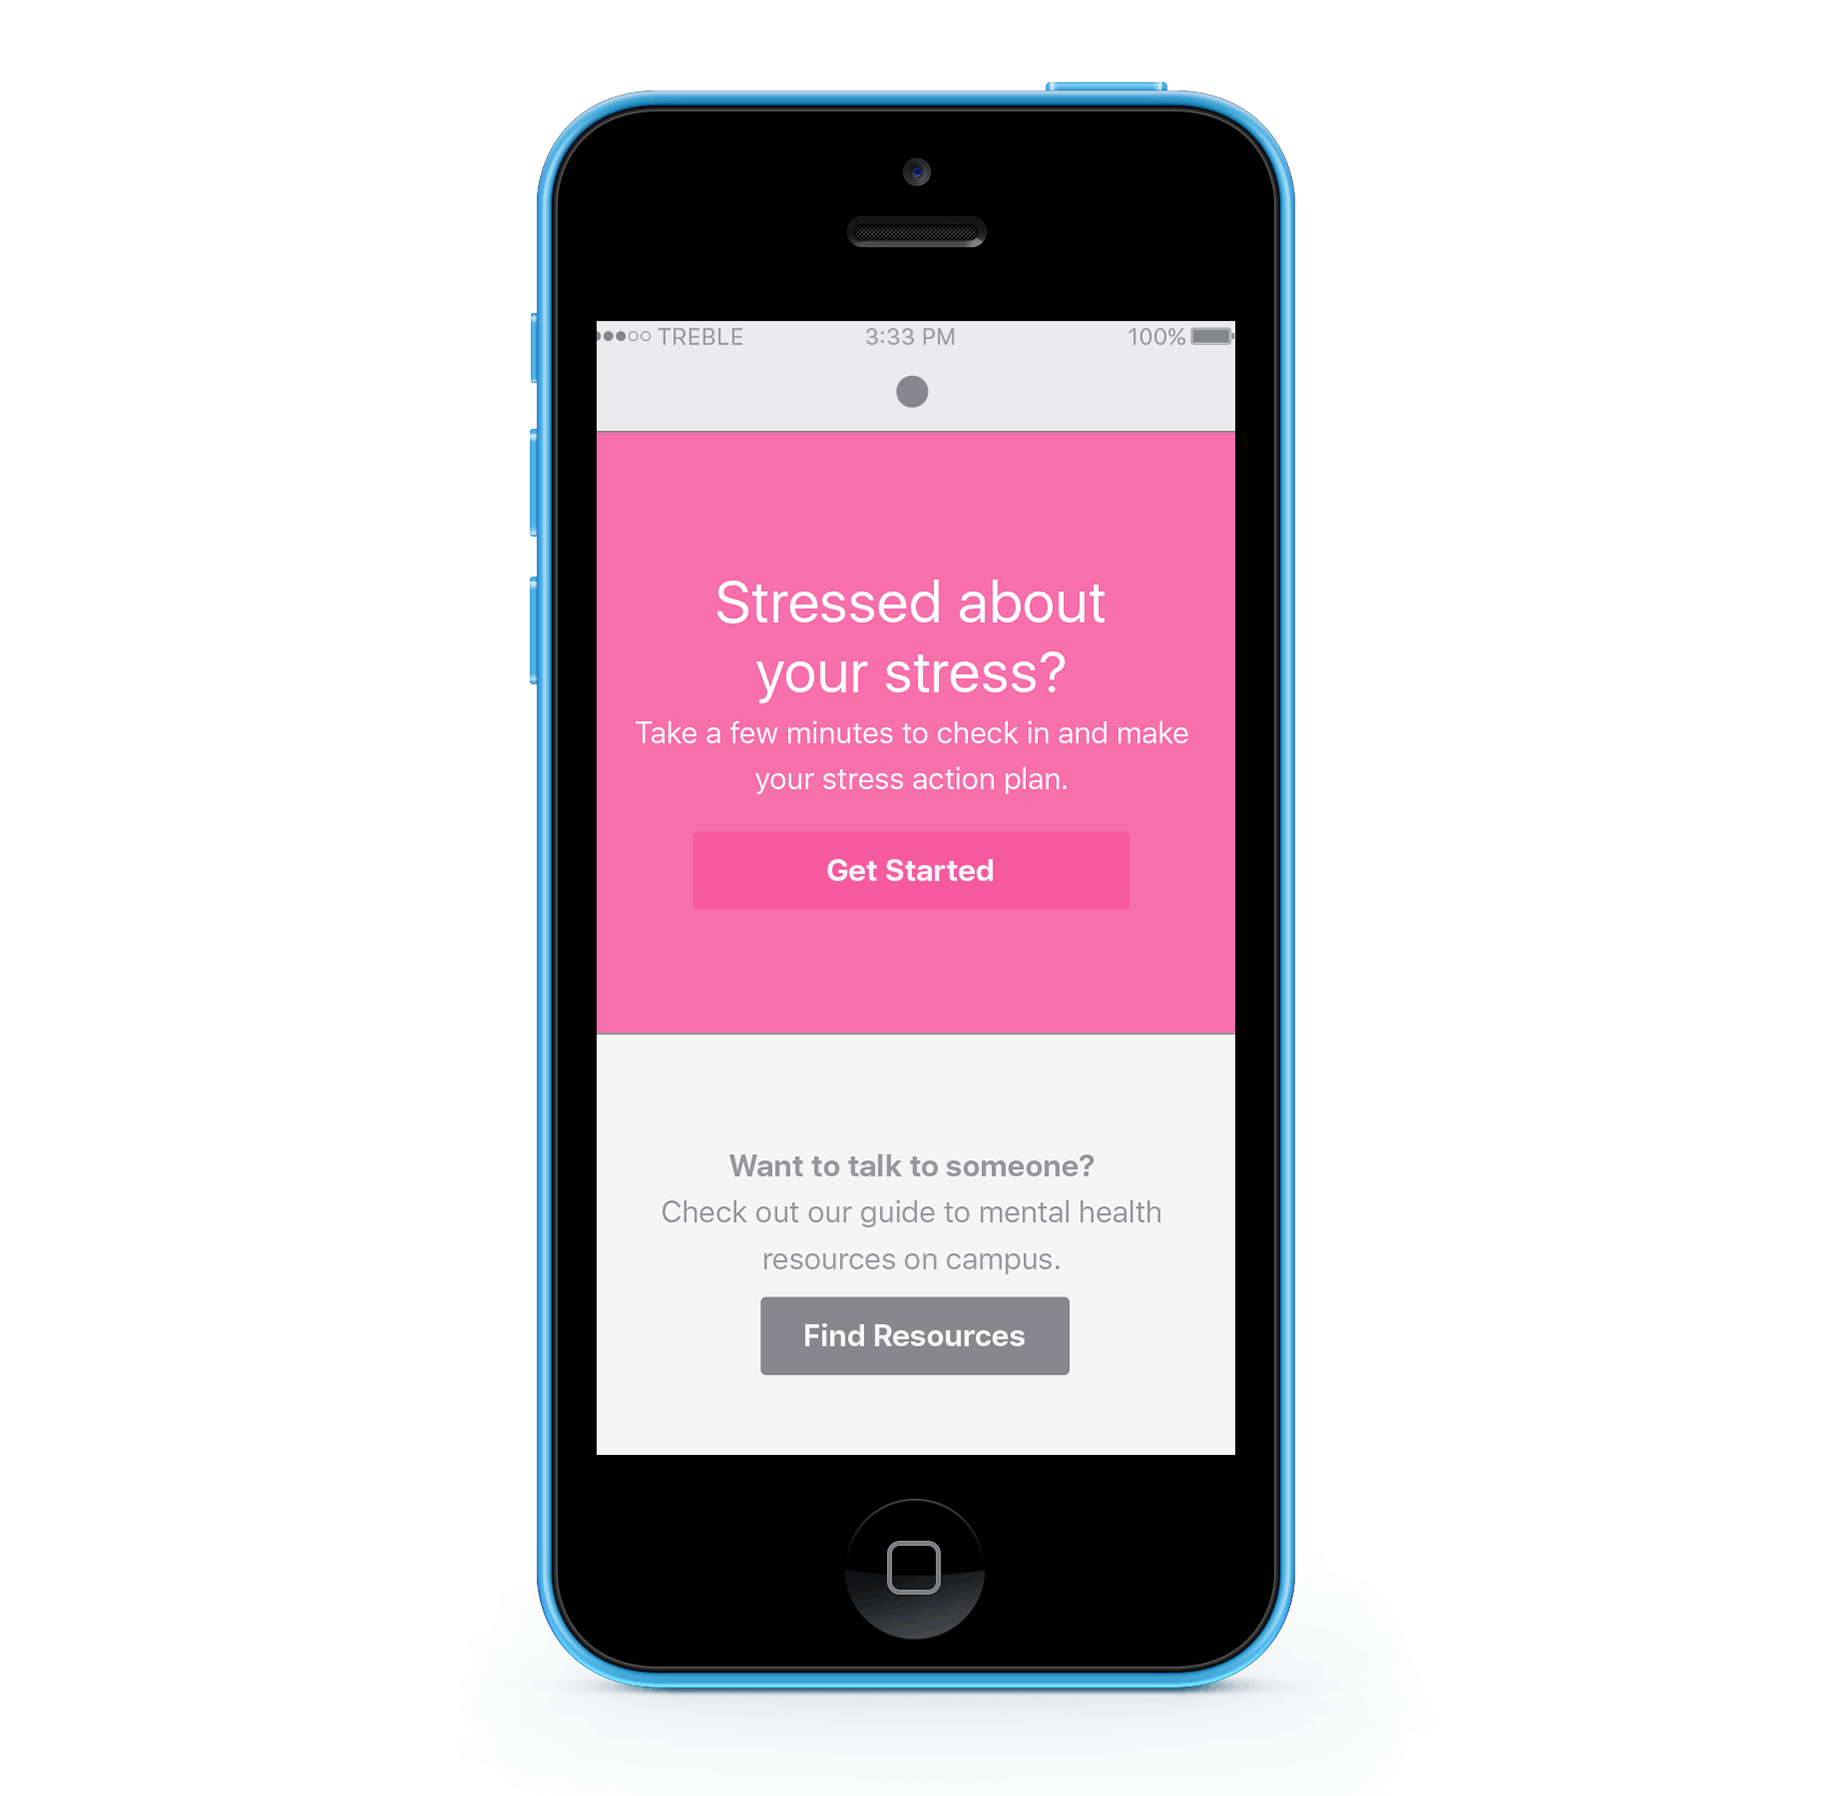 TREBLE 3:33 PM 100%
Stressed about
your stress?
Take a few minutes to check in and make
your stress action plan.
Get Started
Want to talk to someone?
Check out our guide to mental health
resources on campus.
Find Resources